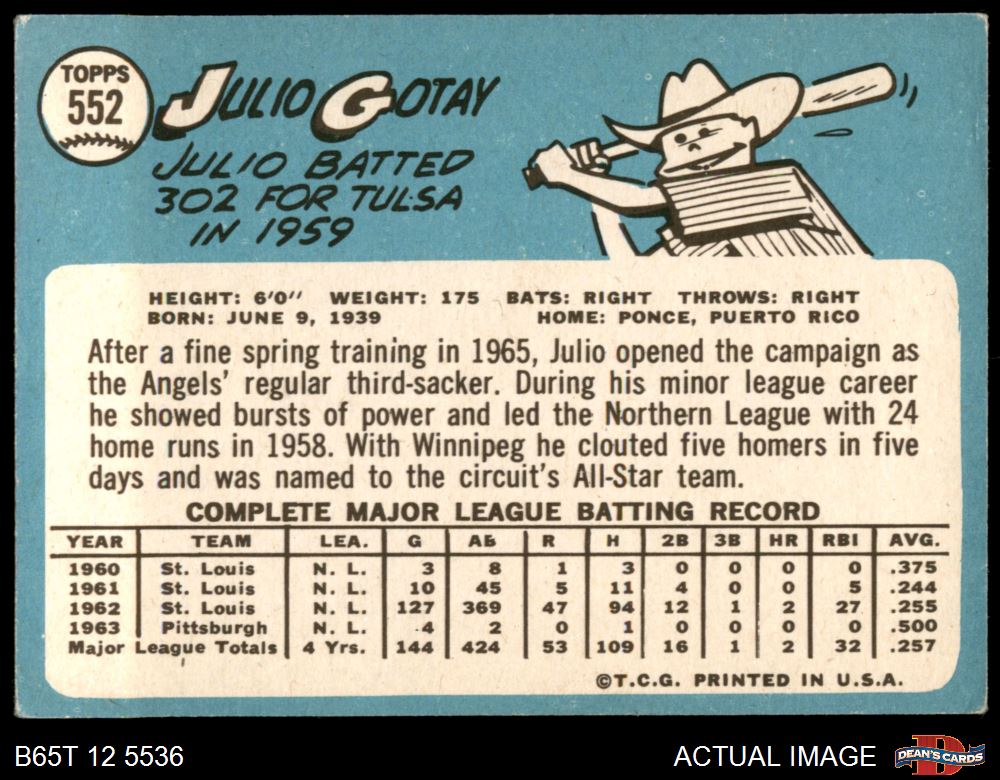 TOPPS
552
JULIO GOTAY
JULIO BATTED
302 FOR TULSA
IN 1959
HEIGHT: 6'0" WEIGHT: 175 BATS: RIGHT THROWS: RIGHT
BORN: JUNE 9, 1939 HOME: PONCE, PUERTO RICO
After a fine spring training in 1965, Julio opened the campaign as
the Angels' regular third-sacker. During his minor league career
he showed bursts of power and led the Northern League with 24
home runs in 1958. With Winnipeg he clouted five homers in five
days and was named to the circuit's All-Star team.
COMPLETE MAJOR LEAGUE BATTING RECORD
YEAR TEAM LEA. G AB R H 2B 3B HR RBI AVG.
1960 St. Louis N. L. 3 8 1 3 0 0 0 0 .375
1961 St. Louis N. L. 10 45 5 11 4 0 0 5 .244
1962 St. Louis N. L. 127 369 47 94 12 1 2 27 .255
1963 Pittsburgh N. L. 4 2 0 1 0 0 0 0 .500
Major League Totals 4 Yrs. 144 424 53 109 16 1 2 32 .257
©T.C.G. PRINTED IN U.S.A.
B65T 12 5536 ACTUAL IMAGE DEAN'S CARDS